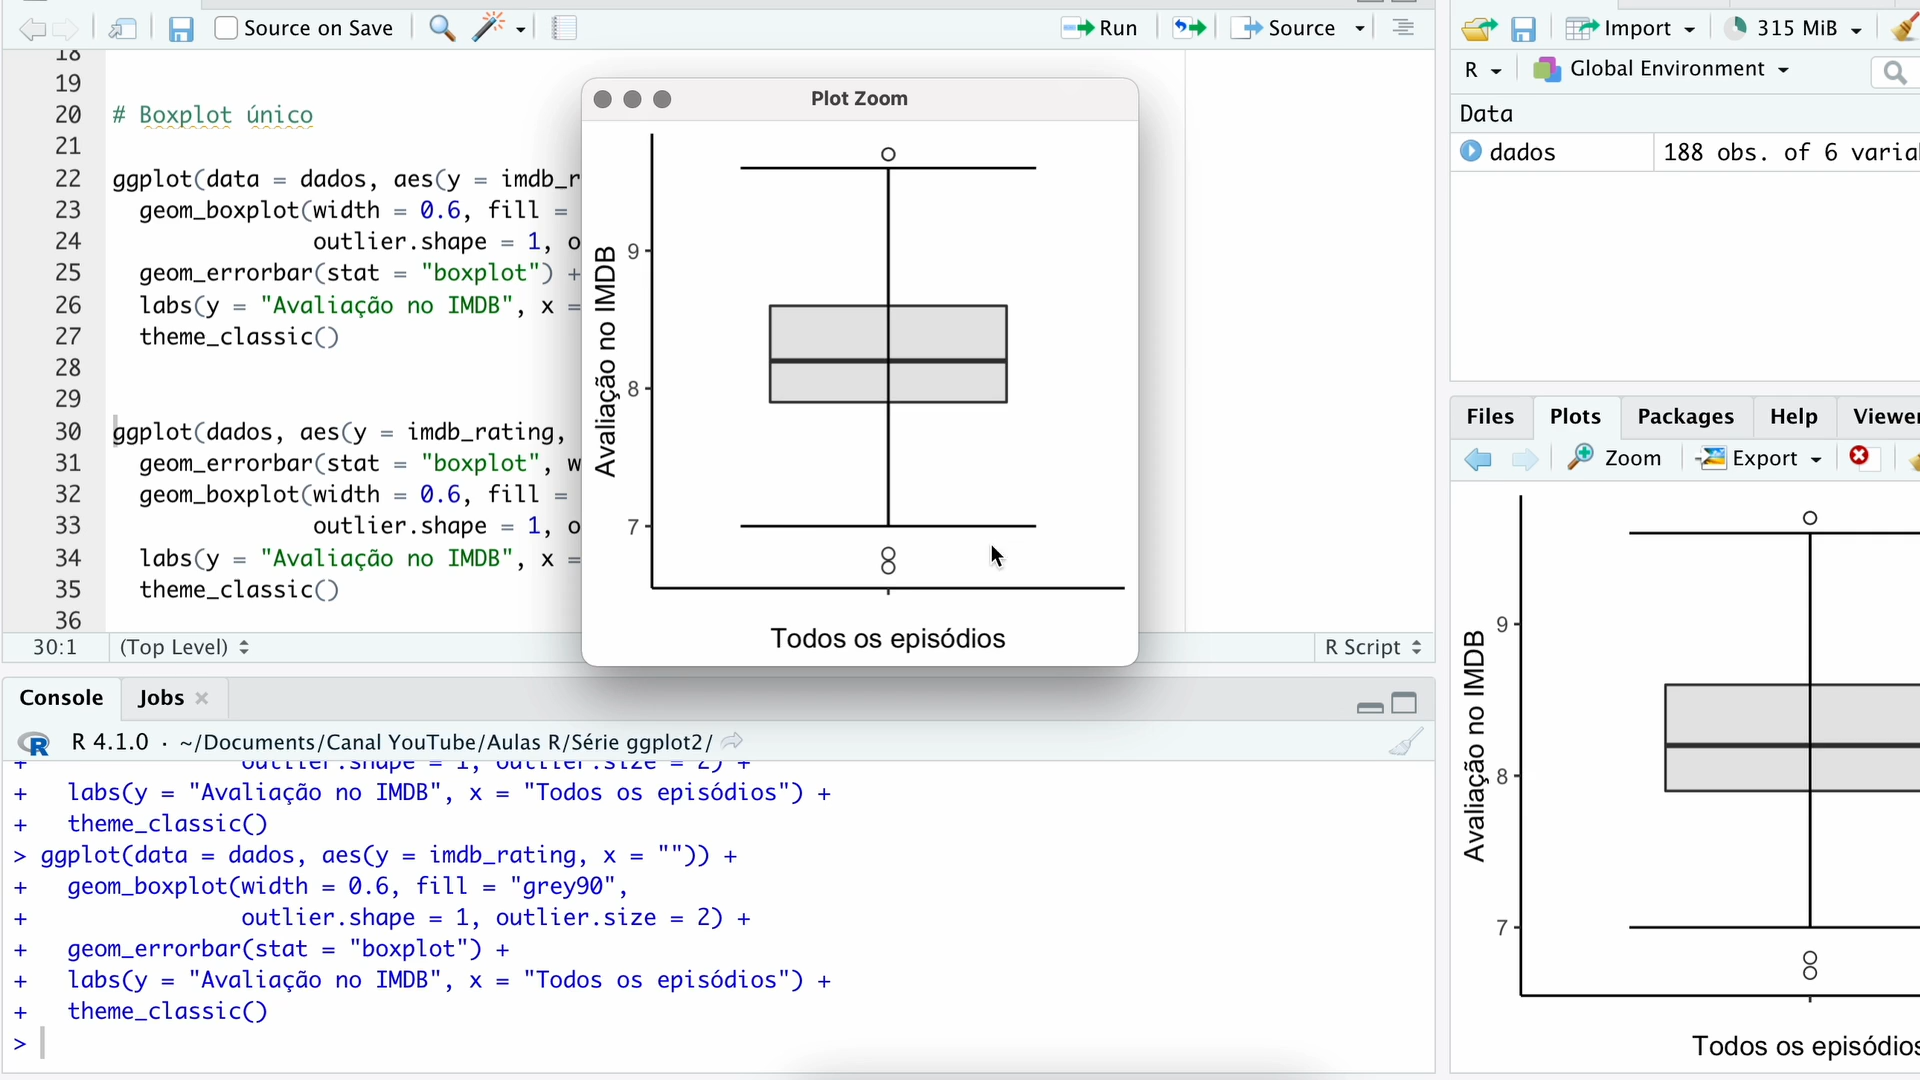 Source on Save
Run
Source
18
19
20 # Boxplot único
21
22 ggplot(data = dados, aes(y = imdb_r
23 geom_boxplot(width = 0.6, fill =
24 outlier.shape = 1, o
25 geom_errorbar(stat = "boxplot") +
26 labs(y = "Avaliação no IMDB", x =
27 theme_classic()
28
29
30 ggplot(dados, aes(y = imdb_rating,
31 geom_errorbar(stat = "boxplot", w
32 geom_boxplot(width = 0.6, fill =
33 outlier.shape = 1, o
34 labs(y = "Avaliação no IMDB", x =
35 theme_classic()
36
30:1 (Top Level) R Script
Plot Zoom
Avaliação no IMDB
9
8
7
Todos os episódios
Console Jobs
R 4.1.0 · ~/Documents/Canal YouTube/Aulas R/Série ggplot2/
+ outlier.shape = 1, outlier.size = 2) +
+ labs(y = "Avaliação no IMDB", x = "Todos os episódios") +
+ theme_classic()
> ggplot(data = dados, aes(y = imdb_rating, x = "")) +
+ geom_boxplot(width = 0.6, fill = "grey90",
+ outlier.shape = 1, outlier.size = 2) +
+ geom_errorbar(stat = "boxplot") +
+ labs(y = "Avaliação no IMDB", x = "Todos os episódios") +
+ theme_classic()
>
Import 315 MiB
R Global Environment
Data
dados 188 obs. of 6 varia
Files Plots Packages Help Viewer
Zoom Export
Avaliação no IMDB
9
8
7
Todos os episódios